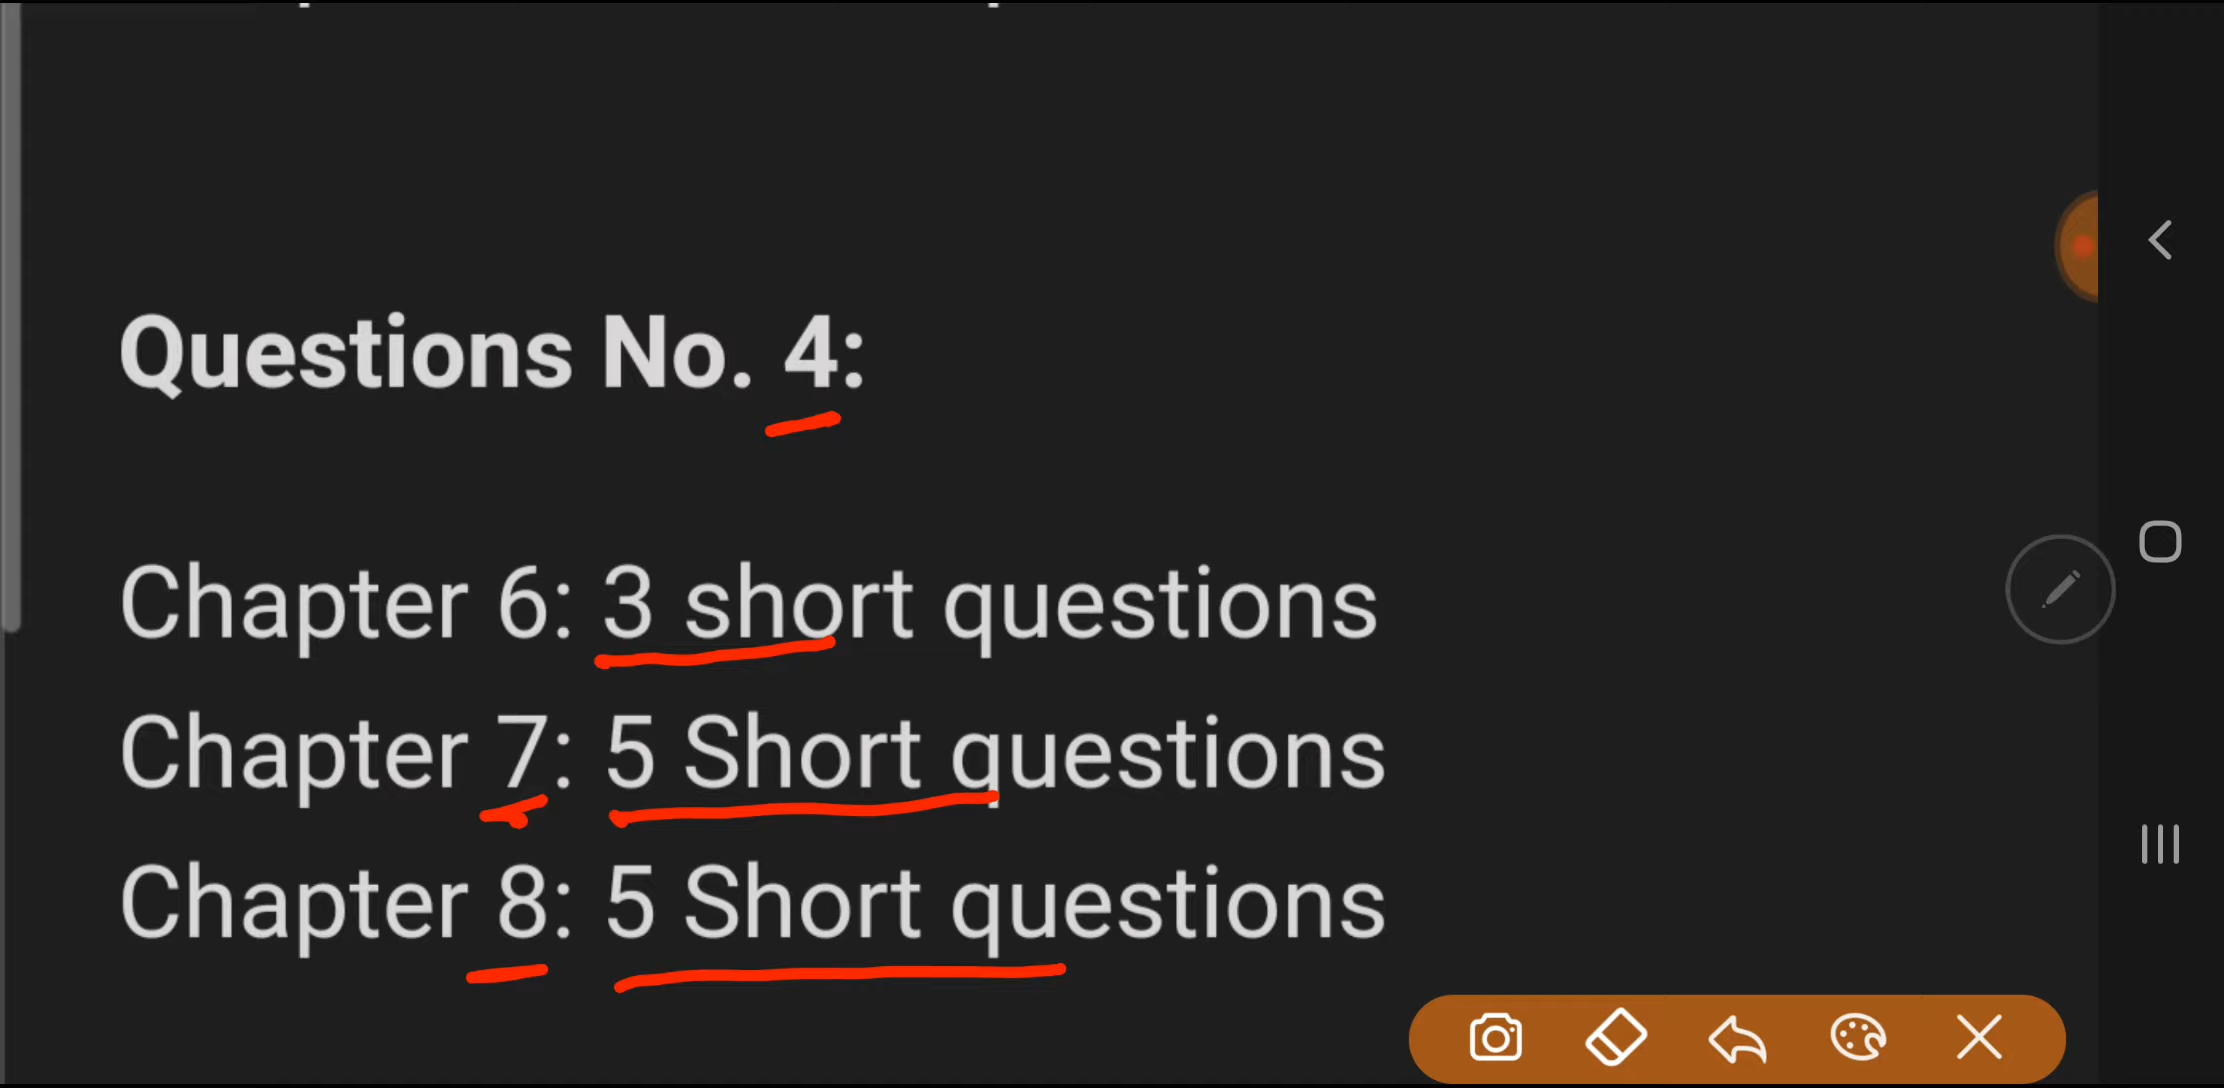 Questions No. 4:
Chapter 6: 3 short questions
Chapter 7: 5 Short questions
Chapter 8: 5 Short questions